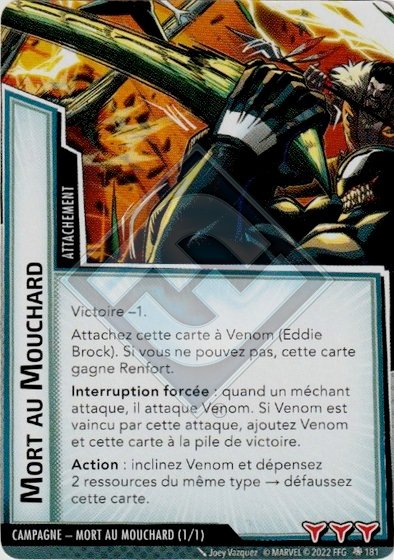 ATTACHEMENT
MORT AU MOUCHARD
Victoire –1.
Attachez cette carte à Venom (Eddie
Brock). Si vous ne pouvez pas, cette carte
gagne Renfort.
Interruption forcée : quand un méchant
attaque, il attaque Venom. Si Venom est
vaincu par cette attaque, ajoutez Venom
et cette carte à la pile de victoire.
Action : inclinez Venom et dépensez
2 ressources du même type → défaussez
cette carte.
CAMPAGNE – MORT AU MOUCHARD (1/1)
Joey Vazquez © MARVEL © 2022 FFG 181